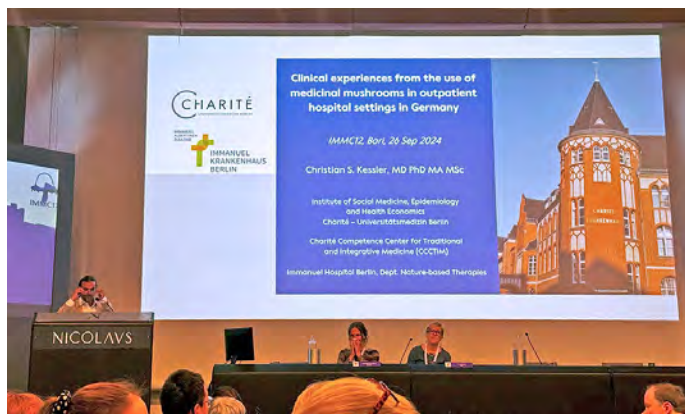 CHARITÉ
IMMANUEL
KRANKENHAUS
BERLIN
Clinical experiences from the use of
medicinal mushrooms in outpatient
hospital settings in Germany
IMMC12, Bari, 26 Sep 2024
Christian S. Kessler, MD PhD MA MSc
Institute of Social Medicine, Epidemiology
and Health Economics
Charité – Universitätsmedizin Berlin
Charité Competence Center for Traditional
and Integrative Medicine (CCCTIM)
Immanuel Hospital Berlin, Dept. Nature-based Therapies
NICOLAVS